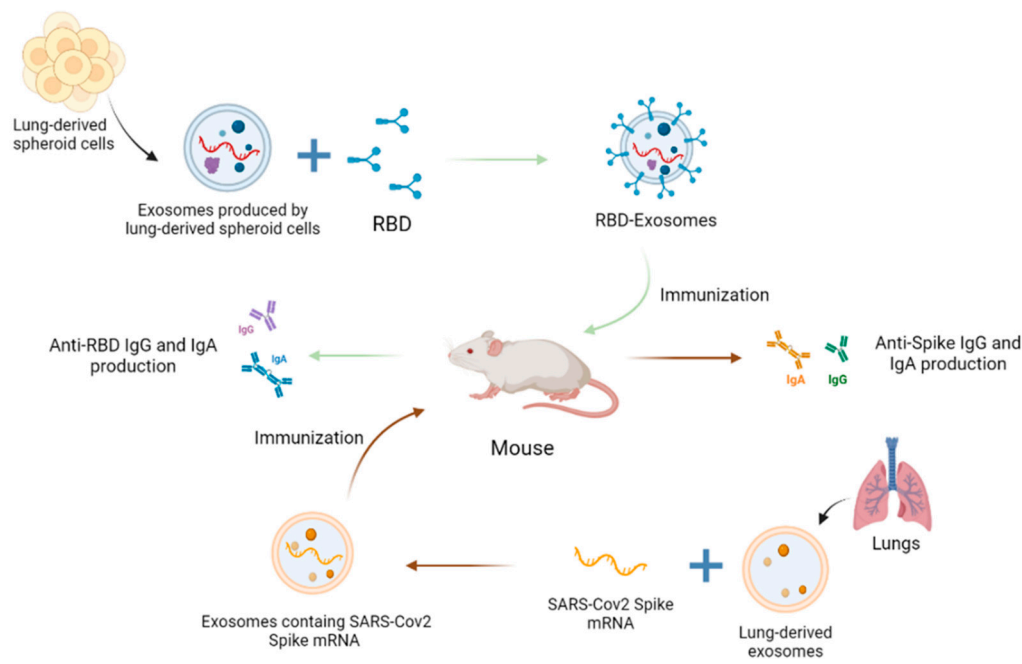 Lung-derived
spheroid cells
Exosomes produced by
lung-derived spheroid cells
RBD
RBD-Exosomes
Immunization
Anti-RBD IgG and IgA
production
IgG
IgA
Mouse
IgA
IgG
Anti-Spike IgG and
IgA production
Immunization
Lungs
Exosomes containg SARS-Cov2
Spike mRNA
SARS-Cov2 Spike
mRNA
Lung-derived
exosomes